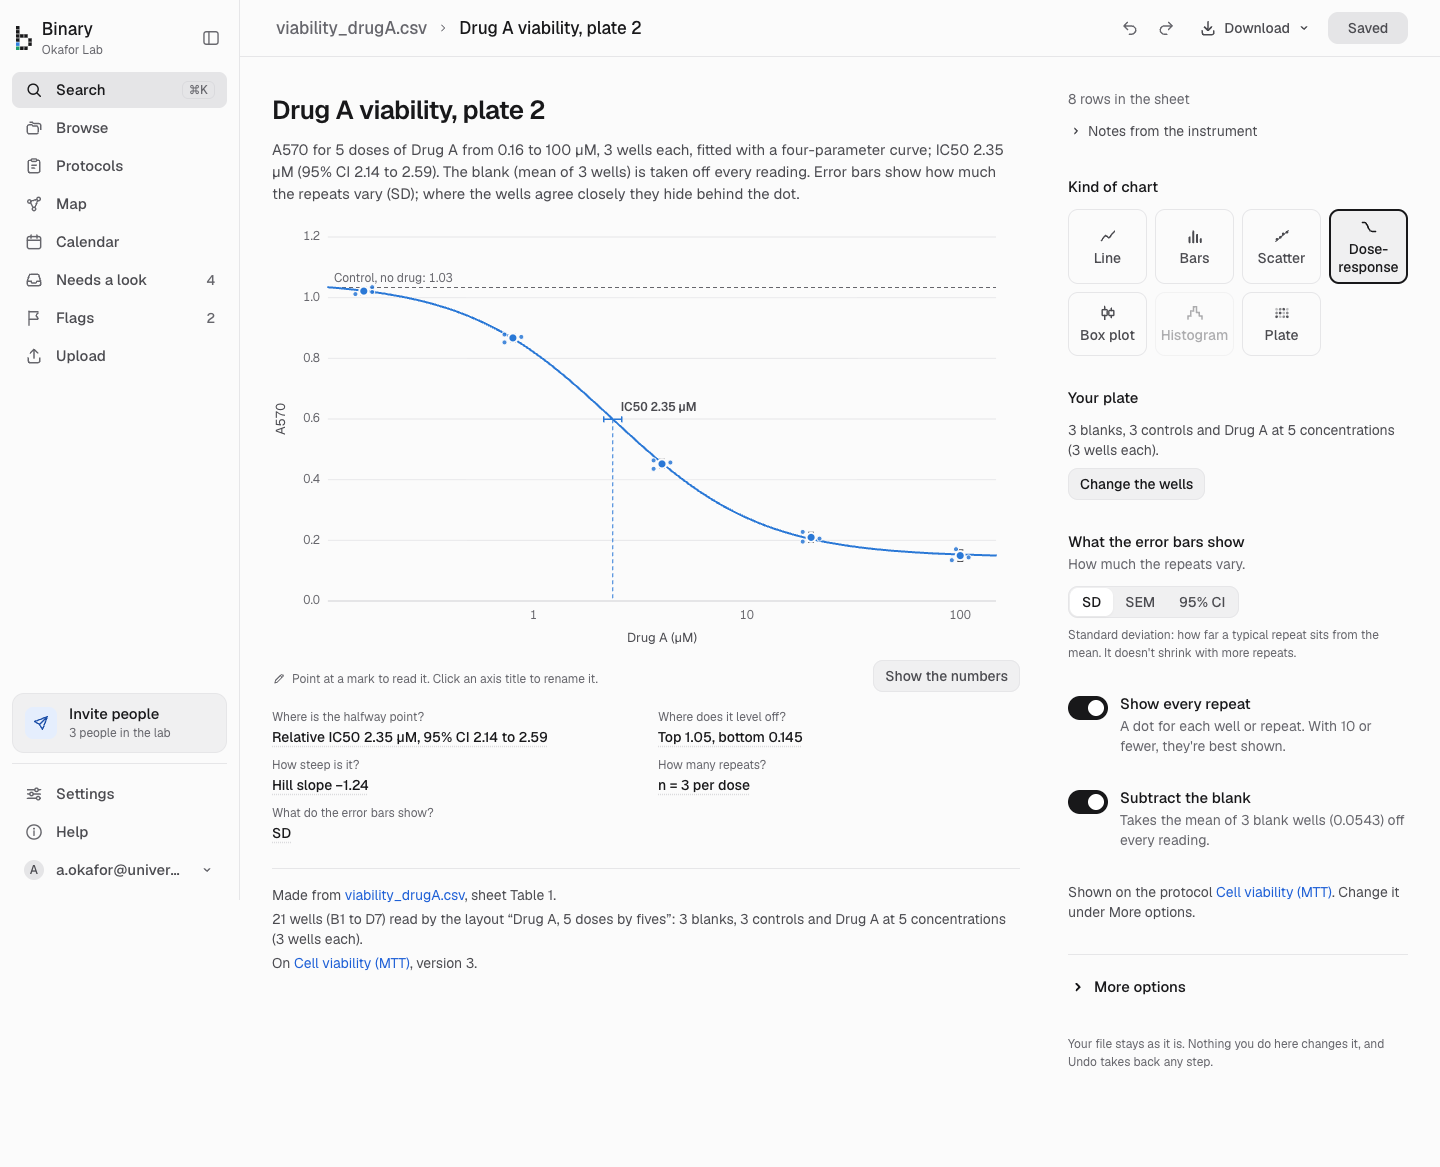 Binary
Okafor Lab
Search ⌘K
Browse
Protocols
Map
Calendar
Needs a look 4
Flags 2
Upload
Invite people
3 people in the lab
Settings
Help
A a.okafor@univer...
viability_drugA.csv › Drug A viability, plate 2
Download
Saved
Drug A viability, plate 2
A570 for 5 doses of Drug A from 0.16 to 100 µM, 3 wells each, fitted with a four-parameter curve; IC50 2.35
µM (95% CI 2.14 to 2.59). The blank (mean of 3 wells) is taken off every reading. Error bars show how much
the repeats vary (SD); where the wells agree closely they hide behind the dot.
1.2
Control, no drug: 1.03
1.0
0.8
IC50 2.35 µM
0.6
A570
0.4
0.2
0.0
1 10 100
Drug A (µM)
Point at a mark to read it. Click an axis title to rename it.
Show the numbers
Where is the halfway point?
Relative IC50 2.35 µM, 95% CI 2.14 to 2.59
Where does it level off?
Top 1.05, bottom 0.145
How steep is it?
Hill slope −1.24
How many repeats?
n = 3 per dose
What do the error bars show?
SD
Made from viability_drugA.csv, sheet Table 1.
21 wells (B1 to D7) read by the layout “Drug A, 5 doses by fives”: 3 blanks, 3 controls and Drug A at 5 concentrations
(3 wells each).
On Cell viability (MTT), version 3.
8 rows in the sheet
Notes from the instrument
Kind of chart
Line
Bars
Scatter
Dose-
response
Box plot
Histogram
Plate
Your plate
3 blanks, 3 controls and Drug A at 5 concentrations
(3 wells each).
Change the wells
What the error bars show
How much the repeats vary.
SD SEM 95% CI
Standard deviation: how far a typical repeat sits from the
mean. It doesn't shrink with more repeats.
Show every repeat
A dot for each well or repeat. With 10 or
fewer, they're best shown.
Subtract the blank
Takes the mean of 3 blank wells (0.0543) off
every reading.
Shown on the protocol Cell viability (MTT). Change it
under More options.
More options
Your file stays as it is. Nothing you do here changes it, and
Undo takes back any step.